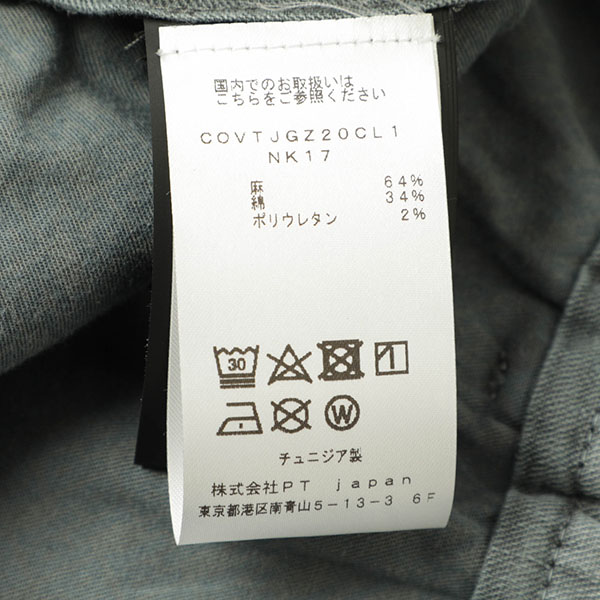 国内でのお取扱いは
こちらをご参照ください
COVTJGZ20CL1
NK17
麻 64%
綿 34%
ポリウレタン 2%
30
W
チュニジア製
株式会社PT japan
東京都港区南青山5-13-3 6F